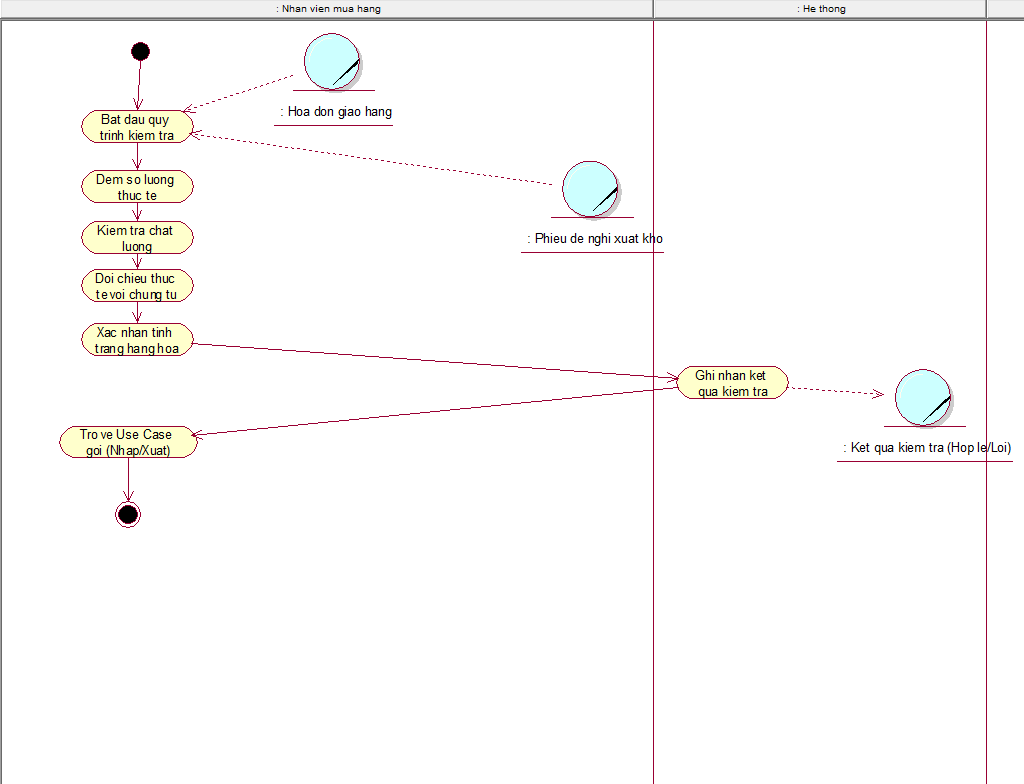 : Nhan vien mua hang
: He thong
: Hoa don giao hang
Bat dau quy
trinh kiem tra
Dem so luong
thuc te
: Phieu de nghi xuat kho
Kiem tra chat
luong
Doi chieu thuc
te voi chung tu
Xac nhan tinh
trang hang hoa
Ghi nhan ket
qua kiem tra
: Ket qua kiem tra (Hop le/Loi)
Tro ve Use Case
goi (Nhap/Xuat)